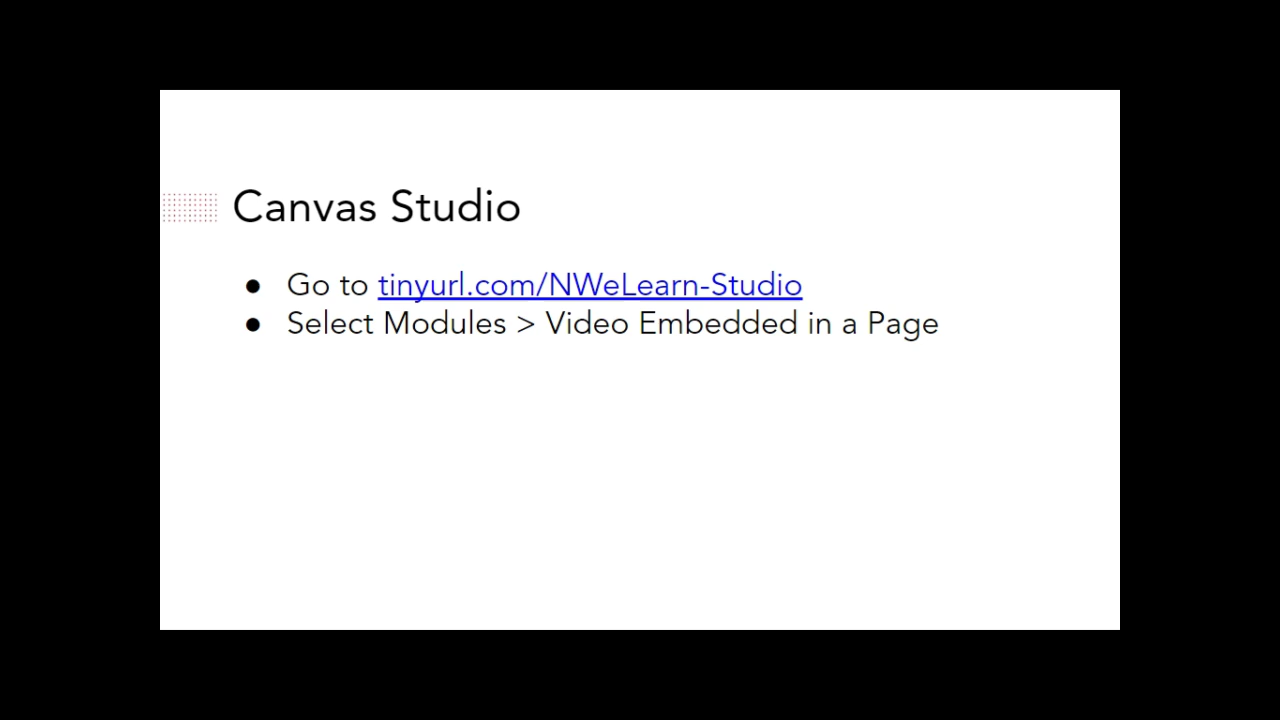 Canvas Studio
● Go to tinyurl.com/NWeLearn-Studio
● Select Modules > Video Embedded in a Page